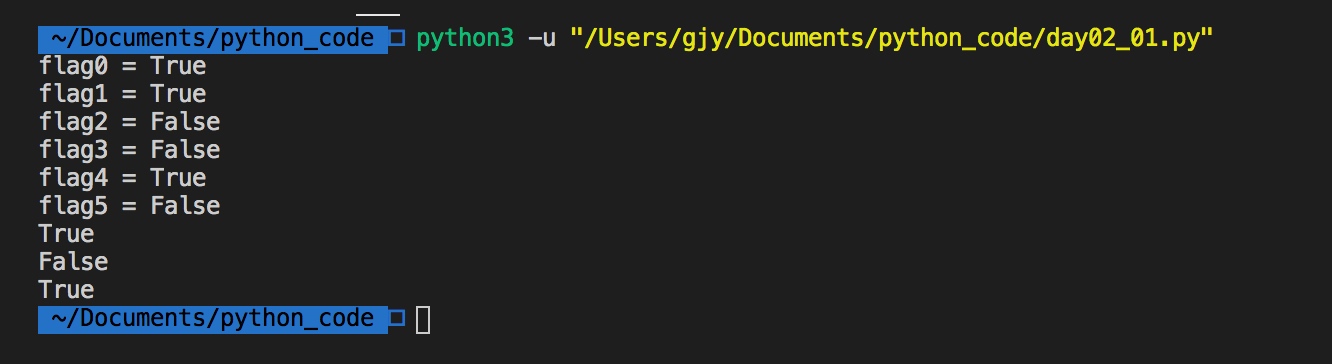 ~/Documents/python_code python3 -u "/Users/gjy/Documents/python_code/day02_01.py"
flag0 = True
flag1 = True
flag2 = False
flag3 = False
flag4 = True
flag5 = False
True
False
True
~/Documents/python_code